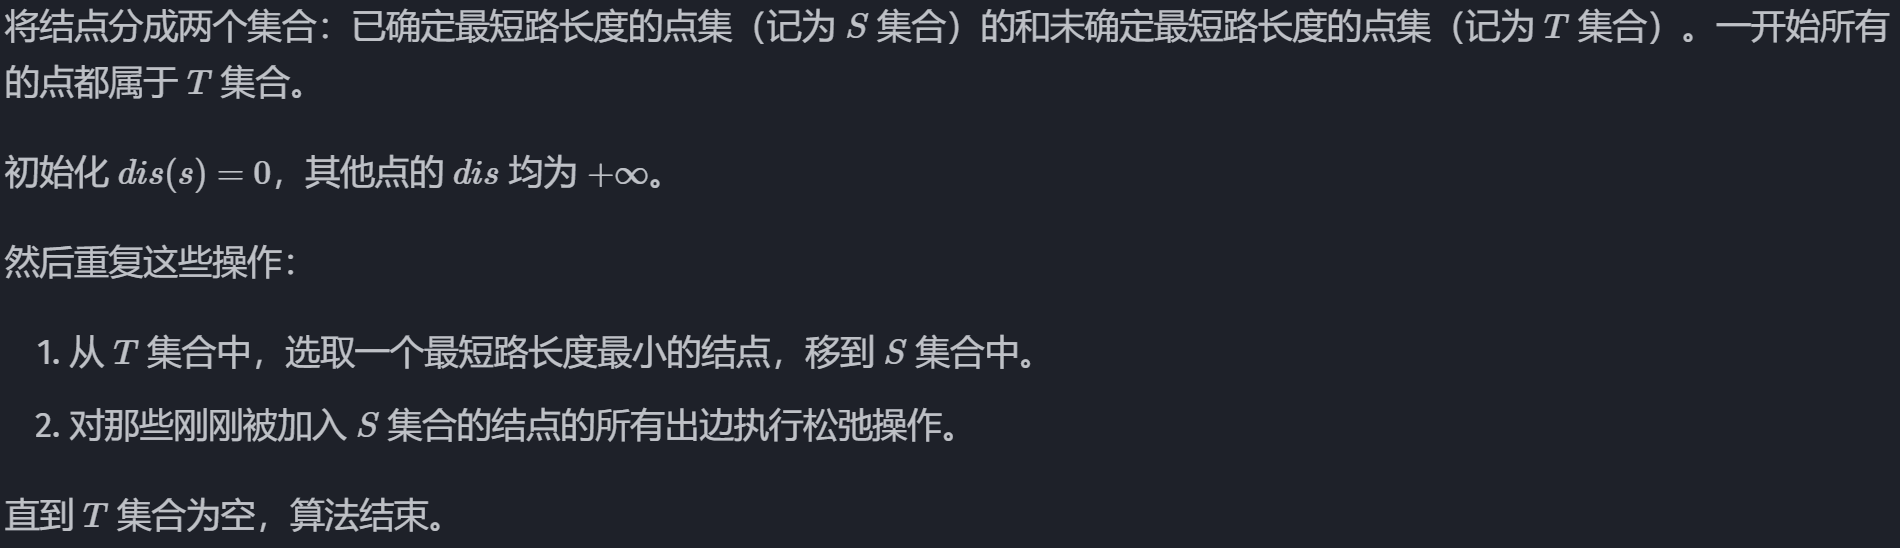 将结点分成两个集合：已确定最短路长度的点集（记为 S 集合）的和未确定最短路长度的点集（记为 T 集合）。一开始所有
的点都属于 T 集合。
初始化 dis(s) = 0，其他点的 dis 均为 +∞。
然后重复这些操作：
1. 从 T 集合中，选取一个最短路长度最小的结点，移到 S 集合中。
2. 对那些刚刚被加入 S 集合的结点的所有出边执行松弛操作。
直到 T 集合为空，算法结束。